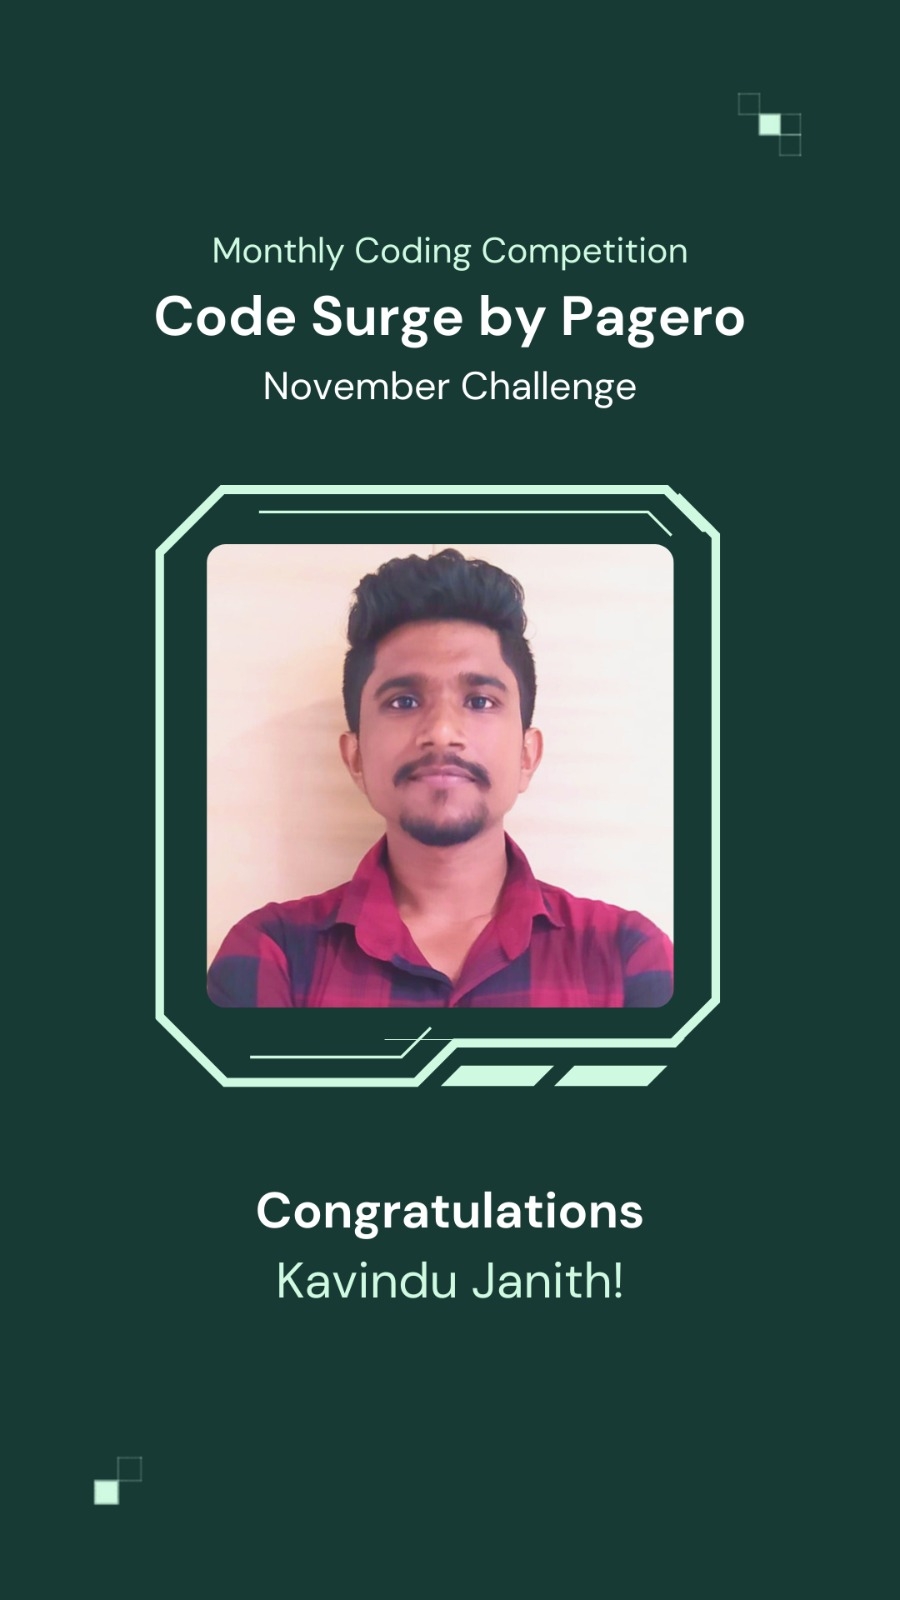 Monthly Coding Competition
Code Surge by Pagero
November Challenge
Congratulations
Kavindu Janith!